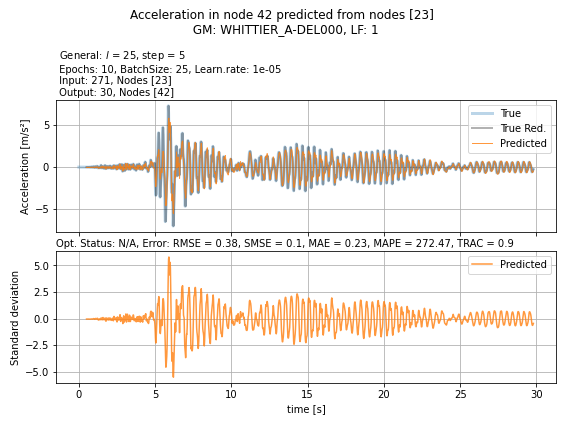 Acceleration in node 42 predicted from nodes [23]
GM: WHITTIER_A-DEL000, LF: 1
General: l = 25, step = 5
Epochs: 10, BatchSize: 25, Learn.rate: 1e-05
Input: 271, Nodes [23]
Output: 30, Nodes [42]
True
True Red.
Predicted
5
0
−5
Acceleration [m/s²]
Opt. Status: N/A, Error: RMSE = 0.38, SMSE = 0.1, MAE = 0.23, MAPE = 272.47, TRAC = 0.9
Predicted
5.0
2.5
0.0
−2.5
−5.0
Standard deviation
0 5 10 15 20 25 30
time [s]